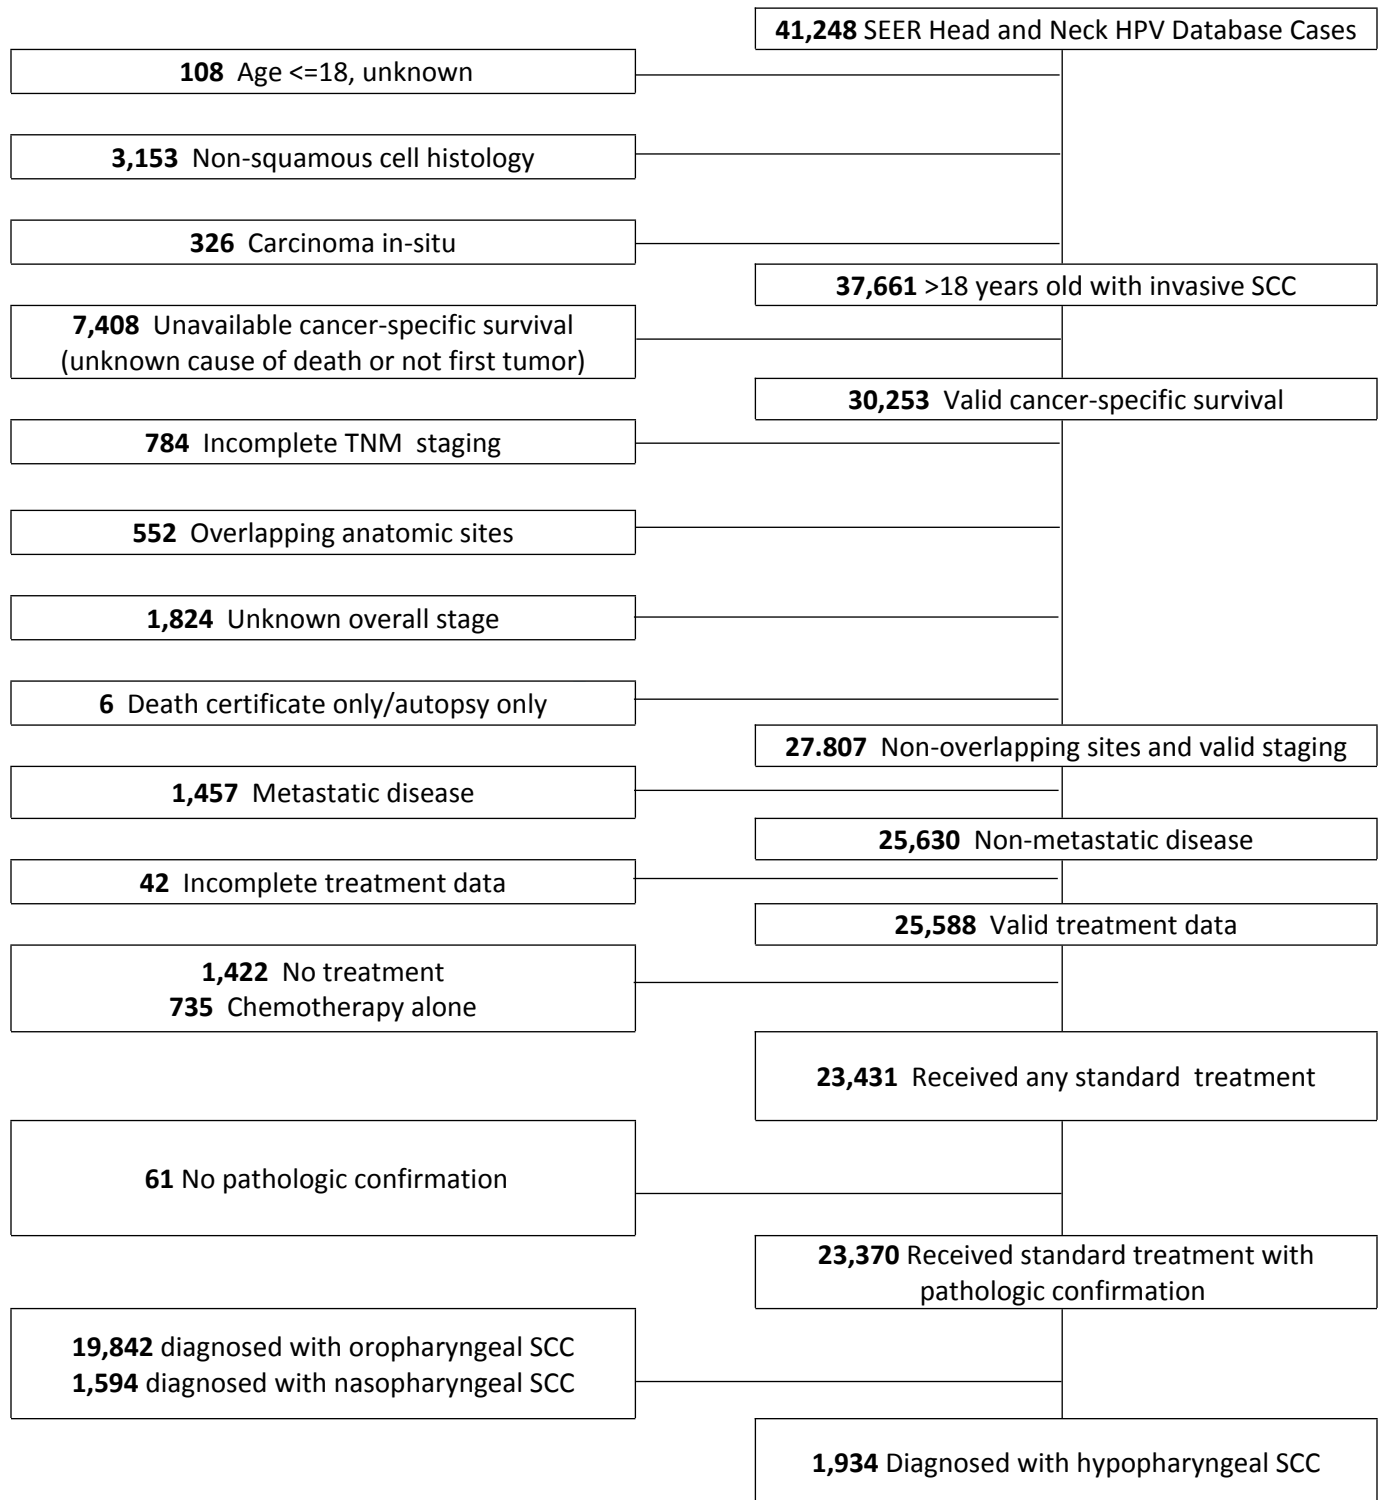 41,248 SEER Head and Neck HPV Database Cases
108 Age <=18, unknown
3,153 Non-squamous cell histology
326 Carcinoma in-situ
37,661 >18 years old with invasive SCC
7,408 Unavailable cancer-specific survival
(unknown cause of death or not first tumor)
30,253 Valid cancer-specific survival
784 Incomplete TNM staging
552 Overlapping anatomic sites
1,824 Unknown overall stage
6 Death certificate only/autopsy only
27.807 Non-overlapping sites and valid staging
1,457 Metastatic disease
25,630 Non-metastatic disease
42 Incomplete treatment data
25,588 Valid treatment data
1,422 No treatment
735 Chemotherapy alone
23,431 Received any standard treatment
61 No pathologic confirmation
23,370 Received standard treatment with
pathologic confirmation
19,842 diagnosed with oropharyngeal SCC
1,594 diagnosed with nasopharyngeal SCC
1,934 Diagnosed with hypopharyngeal SCC